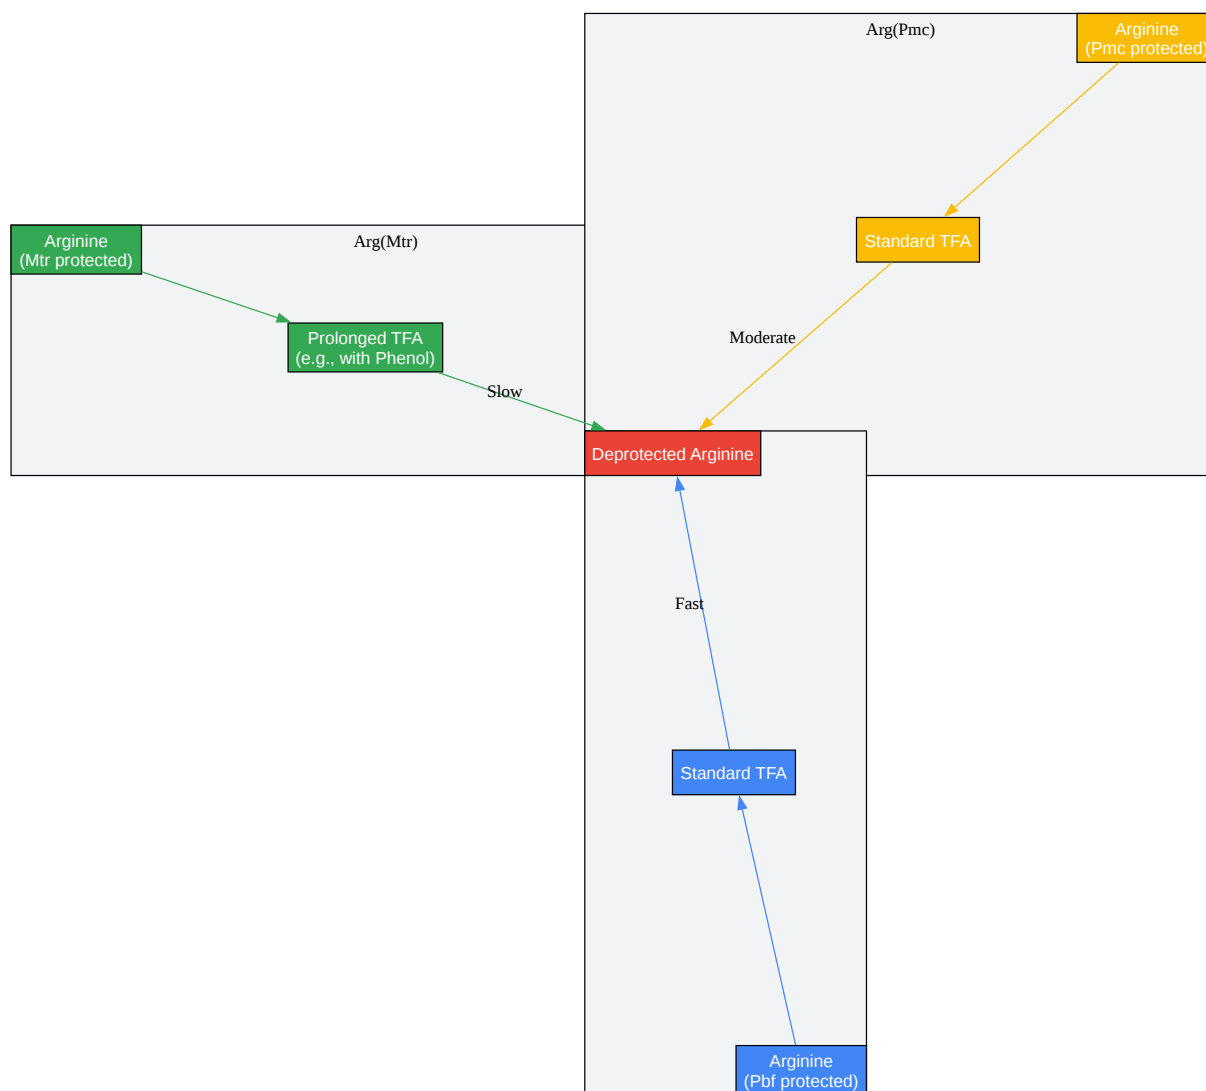 Arg(Pmc)
Arginine
(Pmc protected)
Arginine
(Mtr protected)
Arg(Mtr)
Standard TFA
Prolonged TFA
(e.g., with Phenol)
Moderate
Slow
Deprotected Arginine
Fast
Standard TFA
Arginine
(Pbf protected)